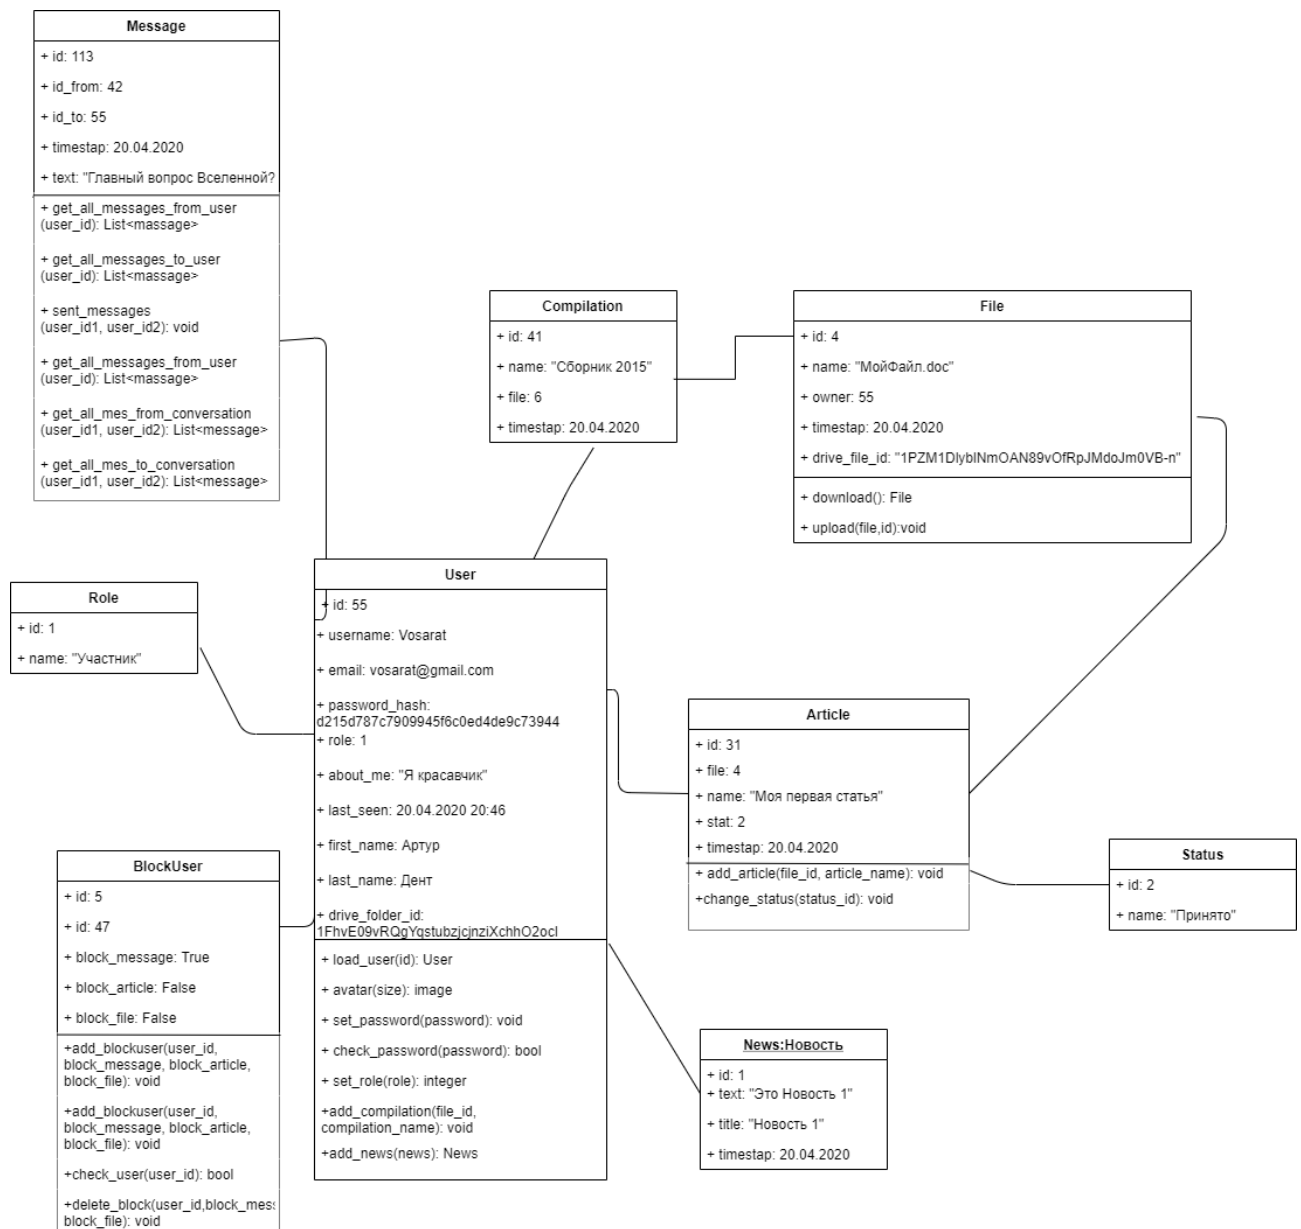 Message
+ id: 113
+ id_from: 42
+ id_to: 55
+ timestap: 20.04.2020
+ text: "Главный вопрос Вселенной?
+ get_all_messages_from_user
(user_id): List<massage>
+ get_all_messages_to_user
(user_id): List<massage>
+ sent_messages
(user_id1, user_id2): void
+ get_all_messages_from_user
(user_id): List<massage>
+ get_all_mes_from_conversation
(user_id1, user_id2): List<message>
+ get_all_mes_to_conversation
(user_id1, user_id2): List<message>
Compilation
+ id: 41
+ name: "Сборник 2015"
+ file: 6
+ timestap: 20.04.2020
File
+ id: 4
+ name: "МойФайл.doc"
+ owner: 55
+ timestap: 20.04.2020
+ drive_file_id: "1PZM1DlyblNmOAN89vOfRpJMdoJm0VB-n"
+ download(): File
+ upload(file,id):void
Role
+ id: 1
+ name: "Участник"
User
+ id: 55
+ username: Vosarat
+ email: vosarat@gmail.com
+ password_hash:
d215d787c7909945f6c0ed4de9c73944
+ role: 1
+ about_me: "Я красавчик"
+ last_seen: 20.04.2020 20:46
+ first_name: Артур
+ last_name: Дент
+ drive_folder_id:
1FhvE09vRQgYqstubzjcjnziXchhO2ocI
+ load_user(id): User
+ avatar(size): image
+ set_password(password): void
+ check_password(password): bool
+ set_role(role): integer
+add_compilation(file_id,
compilation_name): void
+add_news(news): News
Article
+ id: 31
+ file: 4
+ name: "Моя первая статья"
+ stat: 2
+ timestap: 20.04.2020
+ add_article(file_id, article_name): void
+change_status(status_id): void
Status
+ id: 2
+ name: "Принято"
BlockUser
+ id: 5
+ id: 47
+ block_message: True
+ block_article: False
+ block_file: False
+add_blockuser(user_id,
block_message, block_article,
block_file): void
+add_blockuser(user_id,
block_message, block_article,
block_file): void
+check_user(user_id): bool
+delete_block(user_id,block_mes
block_file): void
News:Новость
+ id: 1
+ text: "Это Новость 1"
+ title: "Новость 1"
+ timestap: 20.04.2020